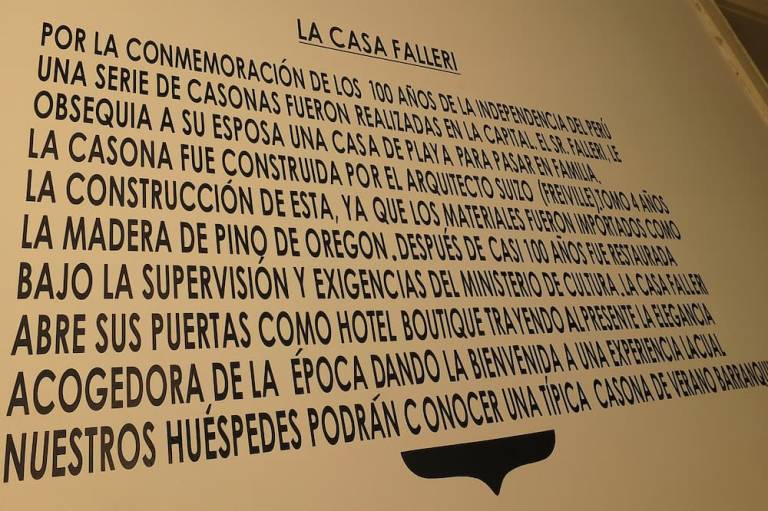 LA CASA FALLERI
POR LA CONMEMORACIÓN DE LOS 100 AÑOS DE LA INDEPENDENCIA DEL PERÚ
UNA SERIE DE CASONAS FUERON REALIZADAS EN LA CAPITAL. EL SR. FALLERI, LE
OBSEQUIA A SU ESPOSA UNA CASA DE PLAYA PARA PASAR EN FAMILIA.
LA CASONA FUE CONSTRUIDA POR EL ARQUITECTO SUIZO (FREIVILLE).TOMO 4 AÑOS
LA CONSTRUCCIÓN DE ESTA, YA QUE LOS MATERIALES FUERON IMPORTADOS COMO
LA MADERA DE PINO DE OREGON. DESPUÉS DE CASI 100 AÑOS FUE RESTAURADA
BAJO LA SUPERVISIÓN Y EXIGENCIAS DEL MINISTERIO DE CULTURA. LA CASA FALLERI
ABRE SUS PUERTAS COMO HOTEL BOUTIQUE TRAYENDO AL PRESENTE LA ELEGANCIA
ACOGEDORA DE LA ÉPOCA DANDO LA BIENVENIDA A UNA EXPERIENCIA LACUAL
NUESTROS HUÉSPEDES PODRÁN CONOCER UNA TÍPICA CASONA DE VERANO BARRANQUI